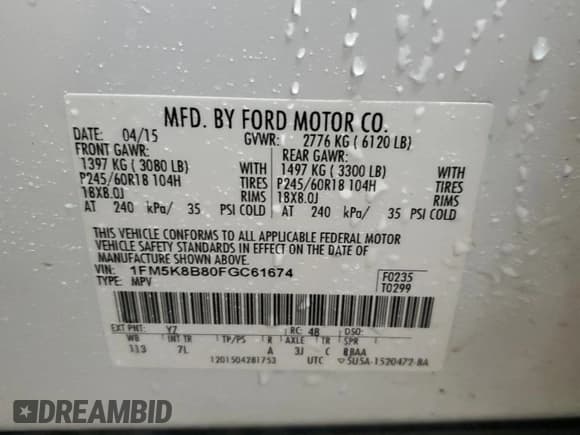 MFD. BY FORD MOTOR CO.
DATE: 04/15 GVWR: 2776 KG ( 6120 LB)
FRONT GAWR: REAR GAWR:
1397 KG ( 3080 LB) WITH 1497 KG ( 3300 LB) WITH
P245/60R18 104H TIRES P245/60R18 104H TIRES
18X8.0J RIMS 18X8.0J RIMS
AT 240 kPa/ 35 PSI COLD AT 240 kPa/ 35 PSI COLD
THIS VEHICLE CONFORMS TO ALL APPLICABLE FEDERAL MOTOR
VEHICLE SAFETY STANDARDS IN EFFECT ON THE DATE OF
MANUFACTURE SHOWN ABOVE.
VIN: 1FM5K8B80FGC61674 F0235
TYPE: MPV T0299
EXT PNT: YZ RC: 48 DSO:
WB INT TR TP/PS R AXLE TR SPR
113 7L A 3J C BBAA
1201504281753 UTC ▽5U5A-1520472-BA
DREAMBID